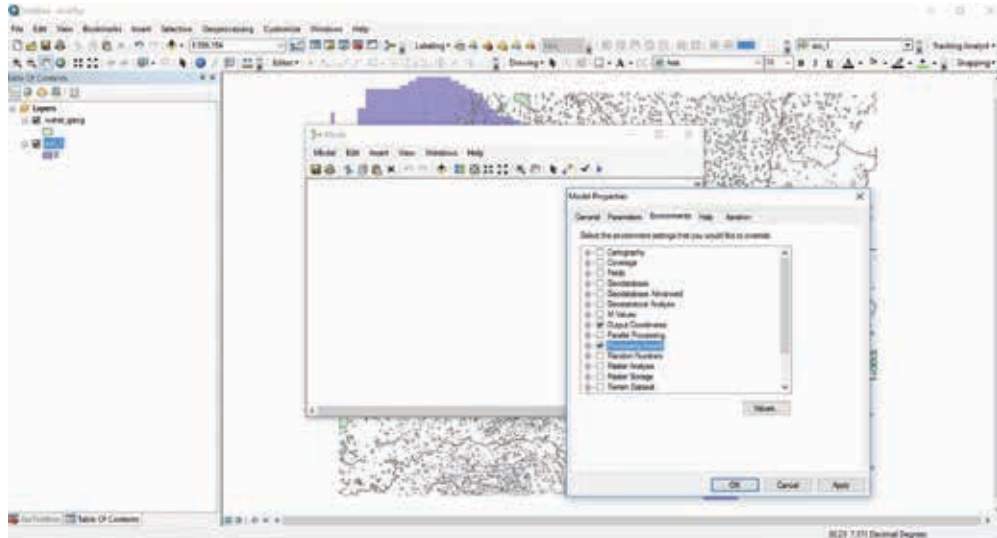 File Edit View Bookmarks Insert Selection Geoprocessing Customize Windows Help
Labeling
Editor
Drawing
Tracking Analyst
Snapping
Table Of Contents
Layers
Model
Model Edit Insert View Windows Help
Model Properties
General Parameters Environments Help Iteration
Select the environment settings that you would like to override.
Cartography
Coverage
Fields
Geodatabase
Geodatabase Advanced
Geostatistical Analysis
M Values
Output Coordinates
Parallel Processing
Processing Extent
Random Numbers
Raster Analysis
Raster Storage
Terrain Dataset
Values...
OK Cancel Apply
ArcToolbox Table Of Contents
Decimal Degrees